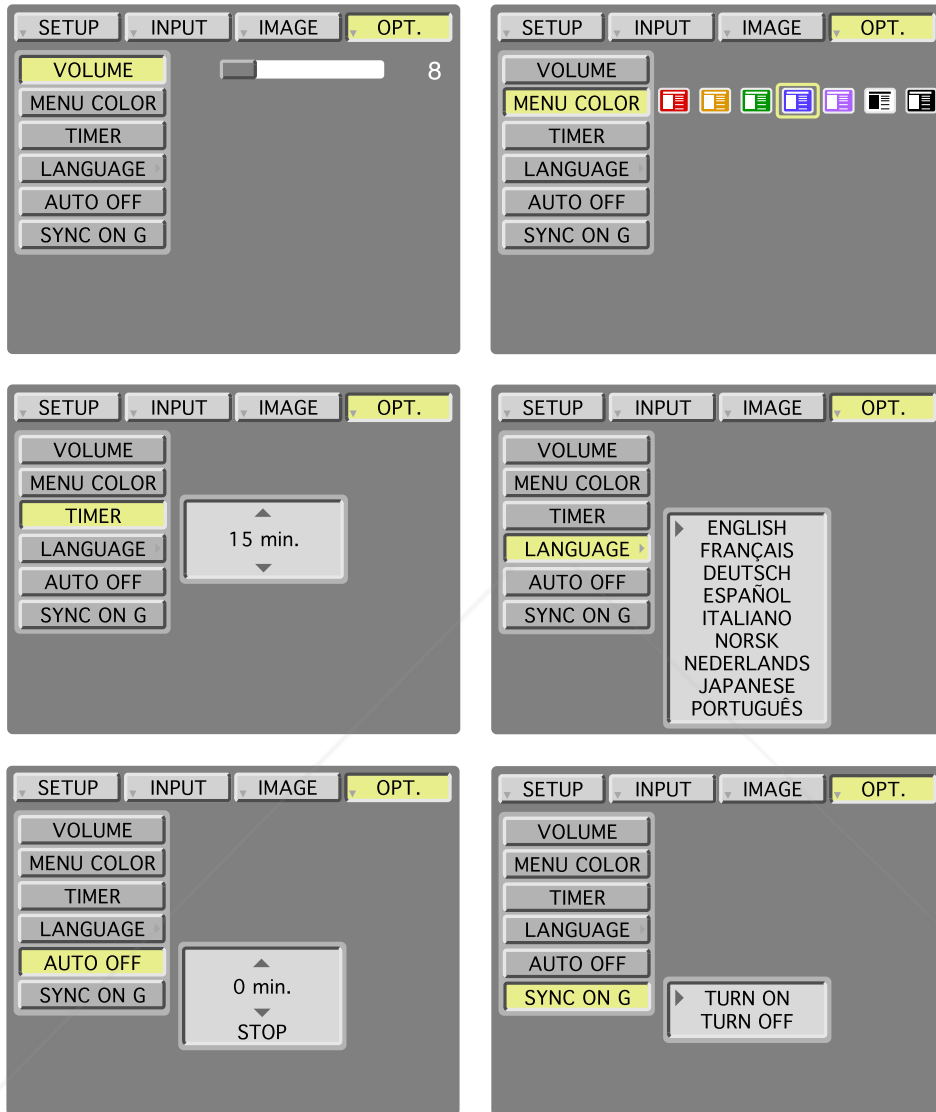 SETUP INPUT IMAGE OPT.
VOLUME 8
MENU COLOR
TIMER
LANGUAGE
AUTO OFF
SYNC ON G
SETUP INPUT IMAGE OPT.
VOLUME
MENU COLOR
TIMER
LANGUAGE
AUTO OFF
SYNC ON G
SETUP INPUT IMAGE OPT.
VOLUME
MENU COLOR
TIMER
LANGUAGE
AUTO OFF
SYNC ON G
15 min.
SETUP INPUT IMAGE OPT.
VOLUME
MENU COLOR
TIMER
LANGUAGE
AUTO OFF
SYNC ON G
ENGLISH
FRANÇAIS
DEUTSCH
ESPAÑOL
ITALIANO
NORSK
NEDERLANDS
JAPANESE
PORTUGUÊS
SETUP INPUT IMAGE OPT.
VOLUME
MENU COLOR
TIMER
LANGUAGE
AUTO OFF
SYNC ON G
0 min.
STOP
SETUP INPUT IMAGE OPT.
VOLUME
MENU COLOR
TIMER
LANGUAGE
AUTO OFF
SYNC ON G
TURN ON
TURN OFF